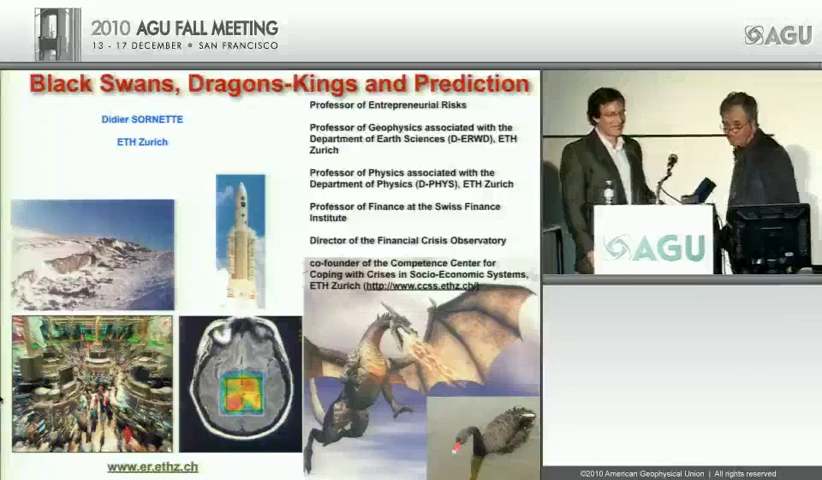 2010 AGU FALL MEETING
13 - 17 DECEMBER • SAN FRANCISCO
AGU
Black Swans, Dragons-Kings and Prediction
Didier SORNETTE
ETH Zurich
Professor of Entrepreneurial Risks
Professor of Geophysics associated with the
Department of Earth Sciences (D-ERWD), ETH
Zurich
Professor of Physics associated with the
Department of Physics (D-PHYS), ETH Zurich
Professor of Finance at the Swiss Finance
Institute
Director of the Financial Crisis Observatory
co-founder of the Competence Center for
Coping with Crises in Socio-Economic Systems,
ETH Zurich (http://www.ccss.ethz.ch/)
www.er.ethz.ch
AGU
©2010 American Geophysical Union | All rights reserved